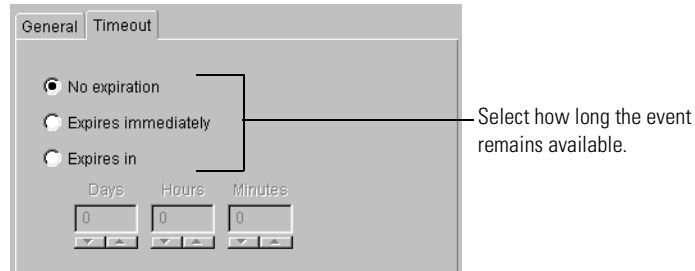 General Timeout
No expiration
Expires immediately
Expires in
Days Hours Minutes
0 0 0
Select how long the event
remains available.